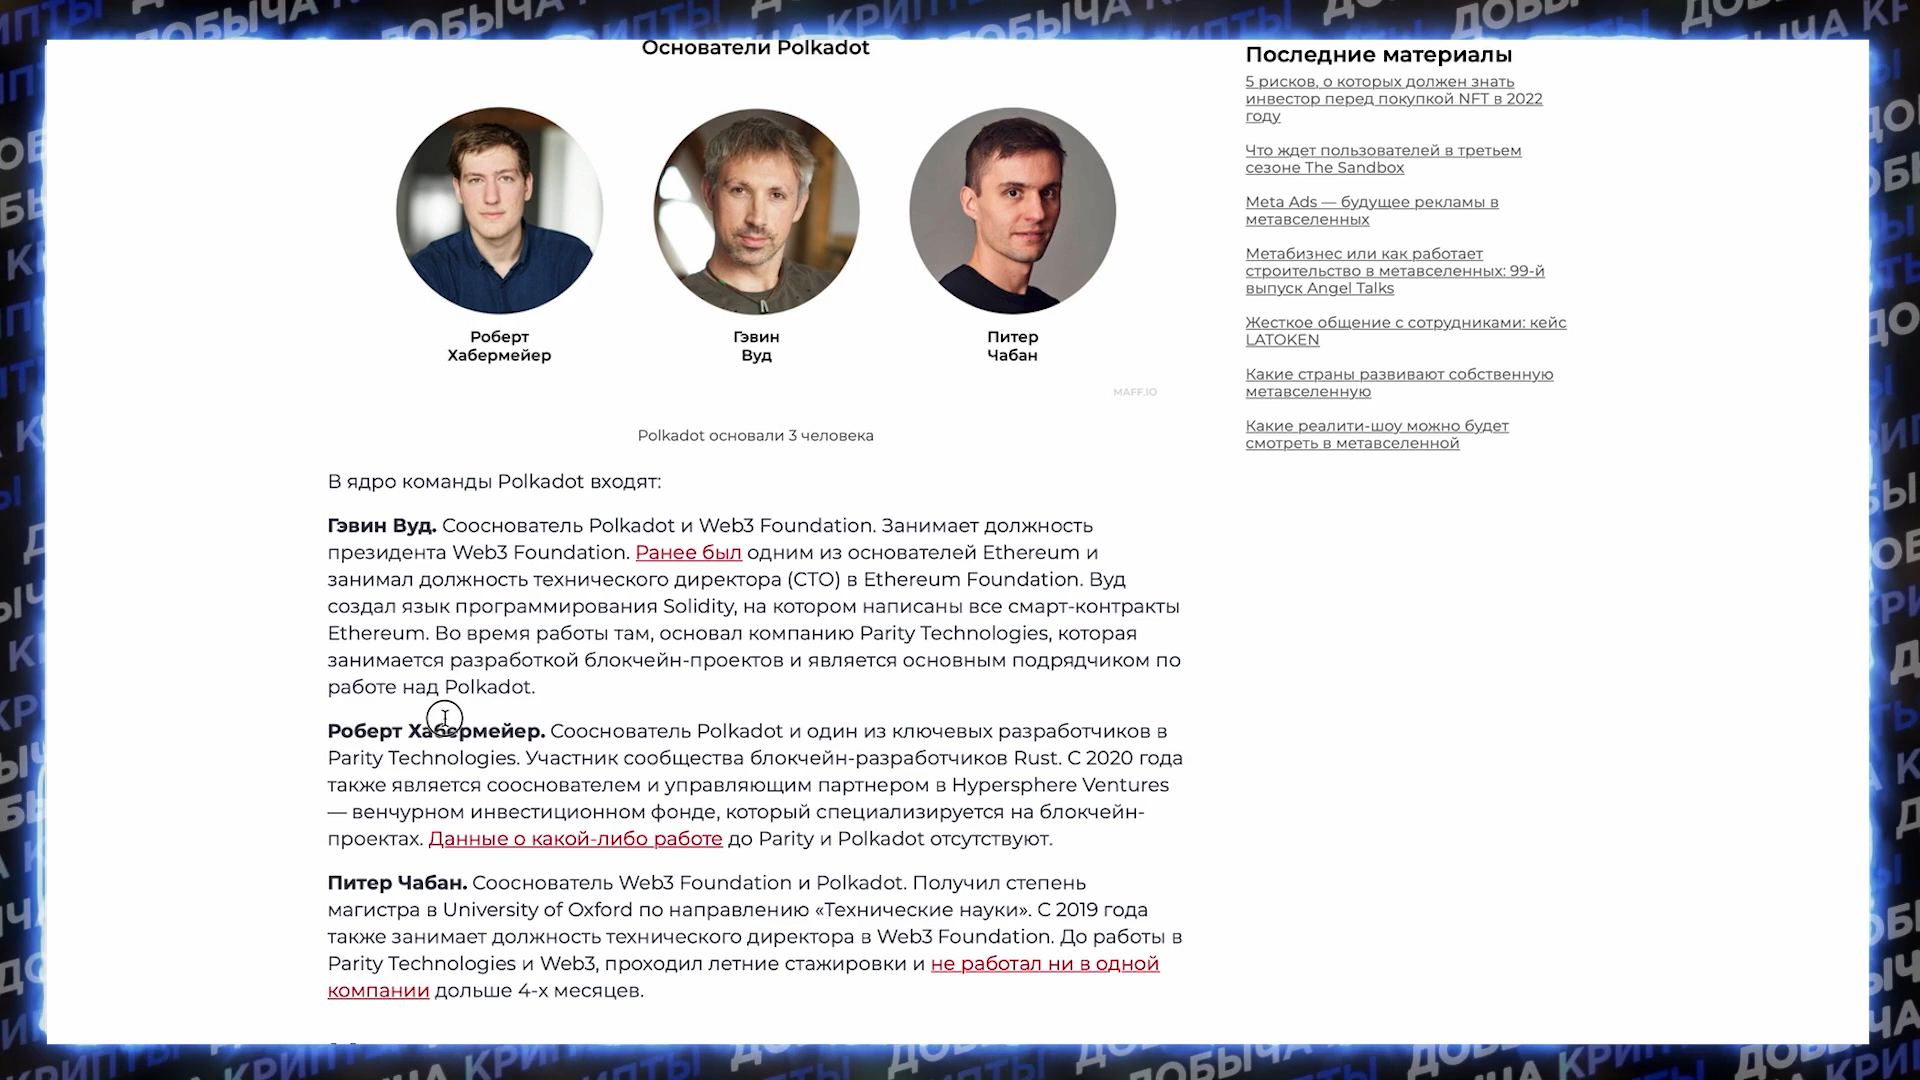 Основатели Polkadot
Роберт
Хабермейер
Гэвин
Вуд
Питер
Чабан
MAFF.IO
Polkadot основали 3 человека
В ядро команды Polkadot входят:
Гэвин Вуд. Сооснователь Polkadot и Web3 Foundation. Занимает должность
президента Web3 Foundation. Ранее был одним из основателей Ethereum и
занимал должность технического директора (CTO) в Ethereum Foundation. Вуд
создал язык программирования Solidity, на котором написаны все смарт-контракты
Ethereum. Во время работы там, основал компанию Parity Technologies, которая
занимается разработкой блокчейн-проектов и является основным подрядчиком по
работе над Polkadot.
Роберт Хабермейер. Сооснователь Polkadot и один из ключевых разработчиков в
Parity Technologies. Участник сообщества блокчейн-разработчиков Rust. С 2020 года
также является сооснователем и управляющим партнером в Hypersphere Ventures
— венчурном инвестиционном фонде, который специализируется на блокчейн-
проектах. Данные о какой-либо работе до Parity и Polkadot отсутствуют.
Питер Чабан. Сооснователь Web3 Foundation и Polkadot. Получил степень
магистра в University of Oxford по направлению «Технические науки». С 2019 года
также занимает должность технического директора в Web3 Foundation. До работы в
Parity Technologies и Web3, проходил летние стажировки и не работал ни в одной
компании дольше 4-х месяцев.
Последние материалы
5 рисков, о которых должен знать
инвестор перед покупкой NFT в 2022
году
Что ждет пользователей в третьем
сезоне The Sandbox
Meta Ads — будущее рекламы в
метавселенных
Метабизнес или как работает
строительство в метавселенных: 99-й
выпуск Angel Talks
Жесткое общение с сотрудниками: кейс
LATOKEN
Какие страны развивают собственную
метавселенную
Какие реалити-шоу можно будет
смотреть в метавселенной